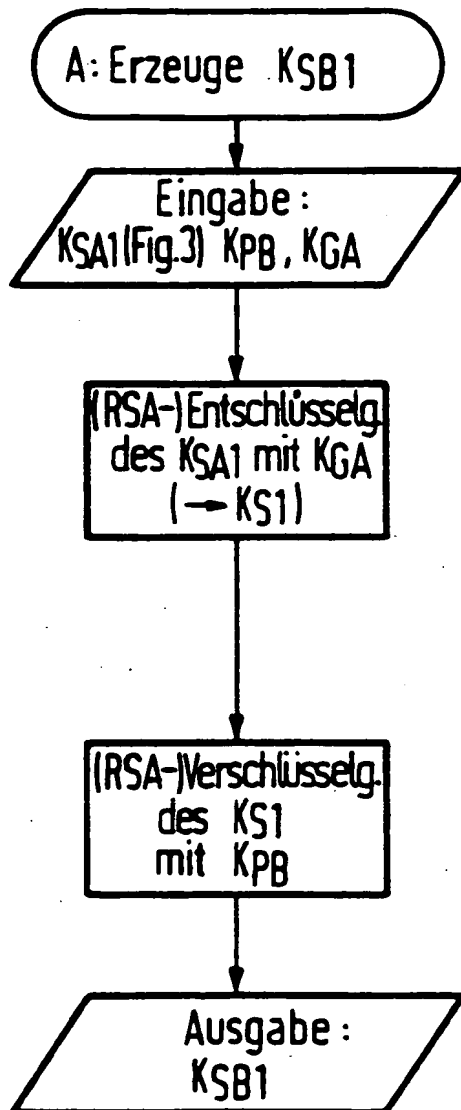 A: Erzeuge KSB1
Eingabe:
KSA1(Fig.3) KPB, KGA
(RSA-)Entschlüsselg.
des KSA1 mit KGA
(→ KS1)
(RSA-)Verschlüsselg.
des KS1
mit KPB
Ausgabe:
KSB1